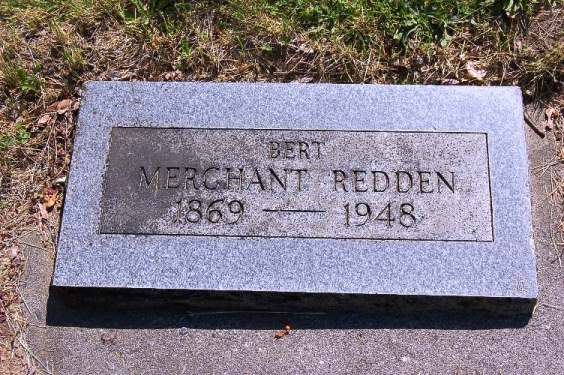 BERT
MERCHANT REDDEN
1869 — 1948